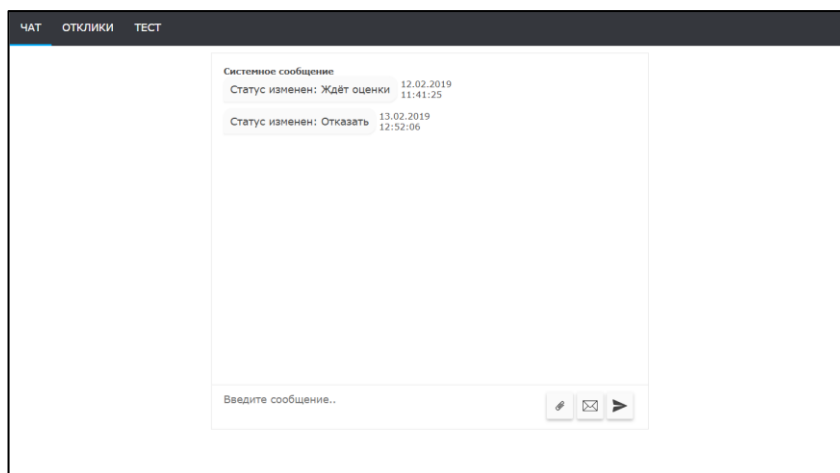 ЧАТ ОТКЛИКИ ТЕСТ
Системное сообщение
Статус изменен: Ждёт оценки 12.02.2019
11:41:25
Статус изменен: Отказать 13.02.2019
12:52:06
Введите сообщение..